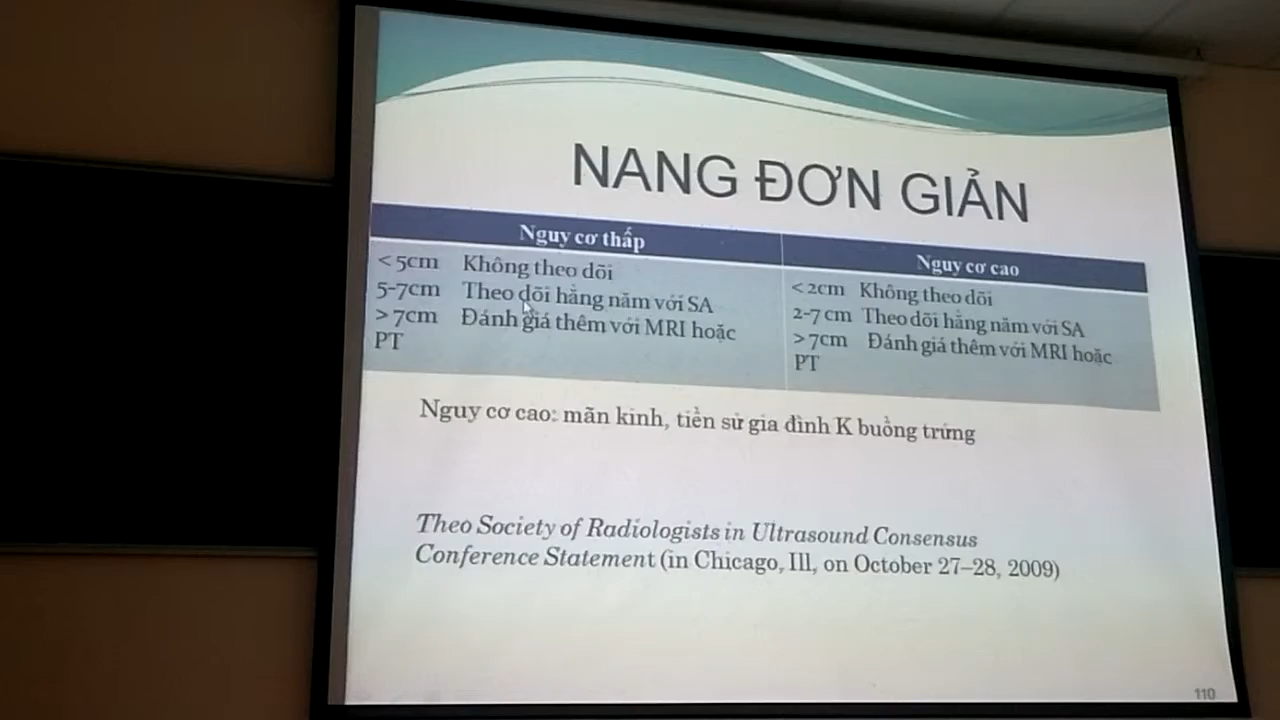 NANG ĐƠN GIẢN
Nguy cơ thấp
< 5cm Không theo dõi
5-7cm Theo dõi hằng năm với SA
> 7cm Đánh giá thêm với MRI hoặc
PT
Nguy cơ cao
< 2cm Không theo dõi
2-7 cm Theo dõi hằng năm với SA
> 7cm Đánh giá thêm với MRI hoặc
PT
Nguy cơ cao: mãn kinh, tiền sử gia đình K buồng trứng
Theo Society of Radiologists in Ultrasound Consensus
Conference Statement (in Chicago, Ill, on October 27–28, 2009)
110